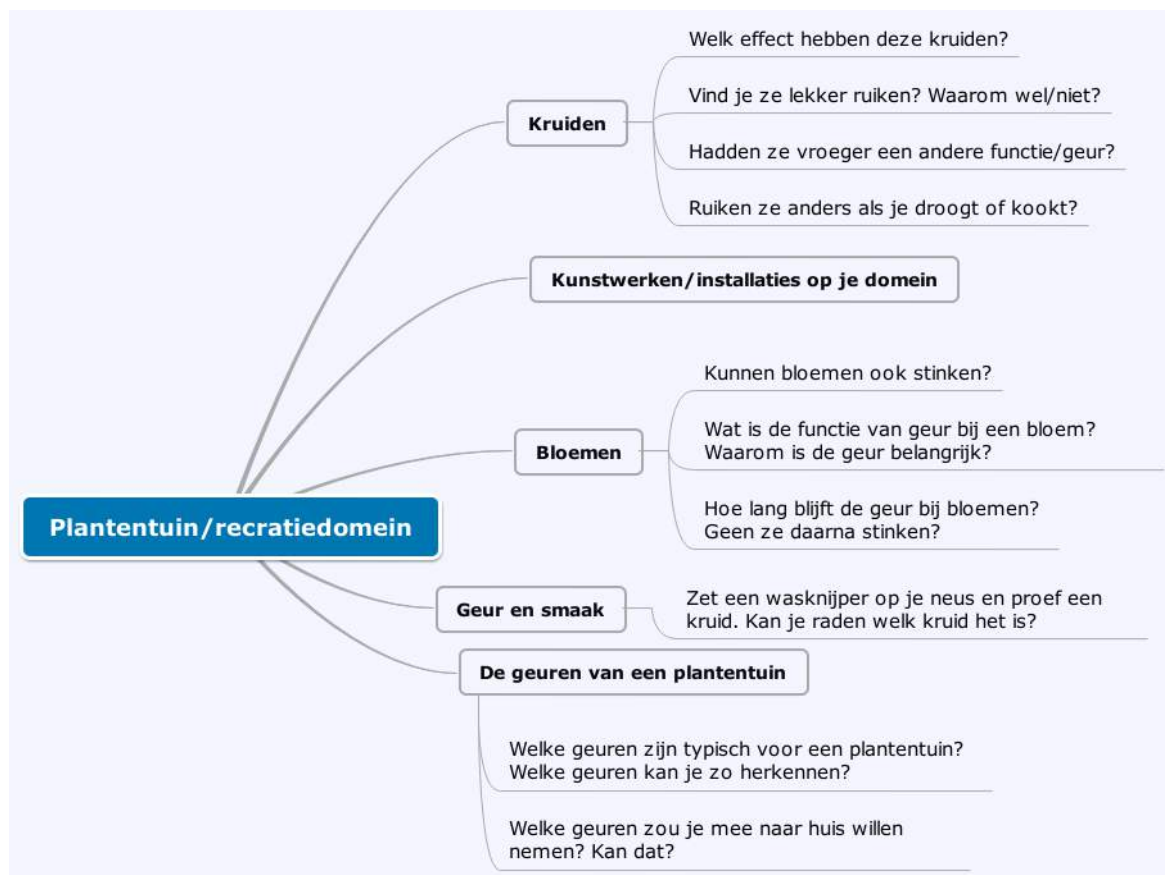 Welk effect hebben deze kruiden?
Vind je ze lekker ruiken? Waarom wel/niet?
Kruiden
Hadden ze vroeger een andere functie/geur?
Ruiken ze anders als je droogt of kookt?
Kunstwerken/installaties op je domein
Kunnen bloemen ook stinken?
Wat is de functie van geur bij een bloem?
Waarom is de geur belangrijk?
Bloemen
Hoe lang blijft de geur bij bloemen?
Geen ze daarna stinken?
Plantentuin/recratiedomein
Geur en smaak
Zet een wasknijper op je neus en proef een
kruid. Kan je raden welk kruid het is?
De geuren van een plantentuin
Welke geuren zijn typisch voor een plantentuin?
Welke geuren kan je zo herkennen?
Welke geuren zou je mee naar huis willen
nemen? Kan dat?